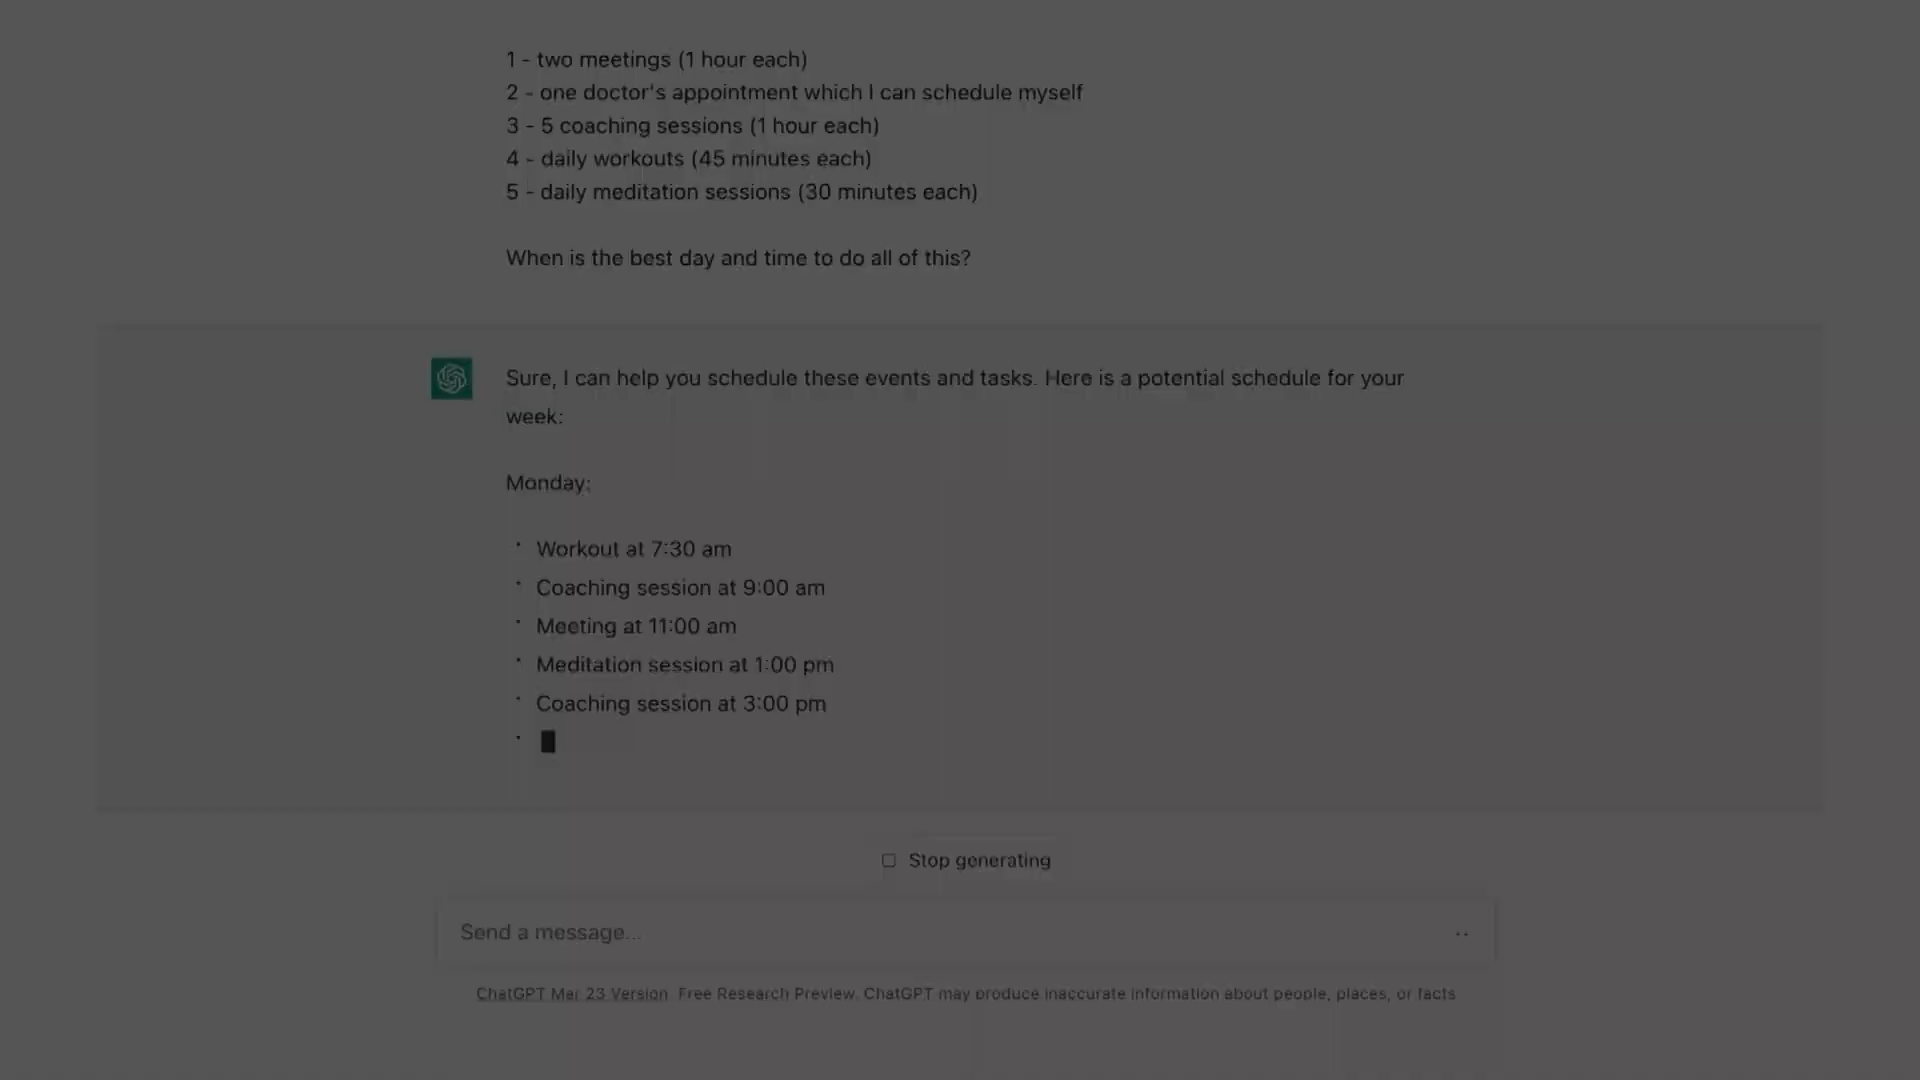 1 - two meetings (1 hour each)
2 - one doctor's appointment which I can schedule myself
3 - 5 coaching sessions (1 hour each)
4 - daily workouts (45 minutes each)
5 - daily meditation sessions (30 minutes each)
When is the best day and time to do all of this?
Sure, I can help you schedule these events and tasks. Here is a potential schedule for your
week:
Monday:
• Workout at 7:30 am
• Coaching session at 9:00 am
• Meeting at 11:00 am
• Meditation session at 1:00 pm
• Coaching session at 3:00 pm
Stop generating
Send a message...
ChatGPT Mar 23 Version. Free Research Preview. ChatGPT may produce inaccurate information about people, places, or facts